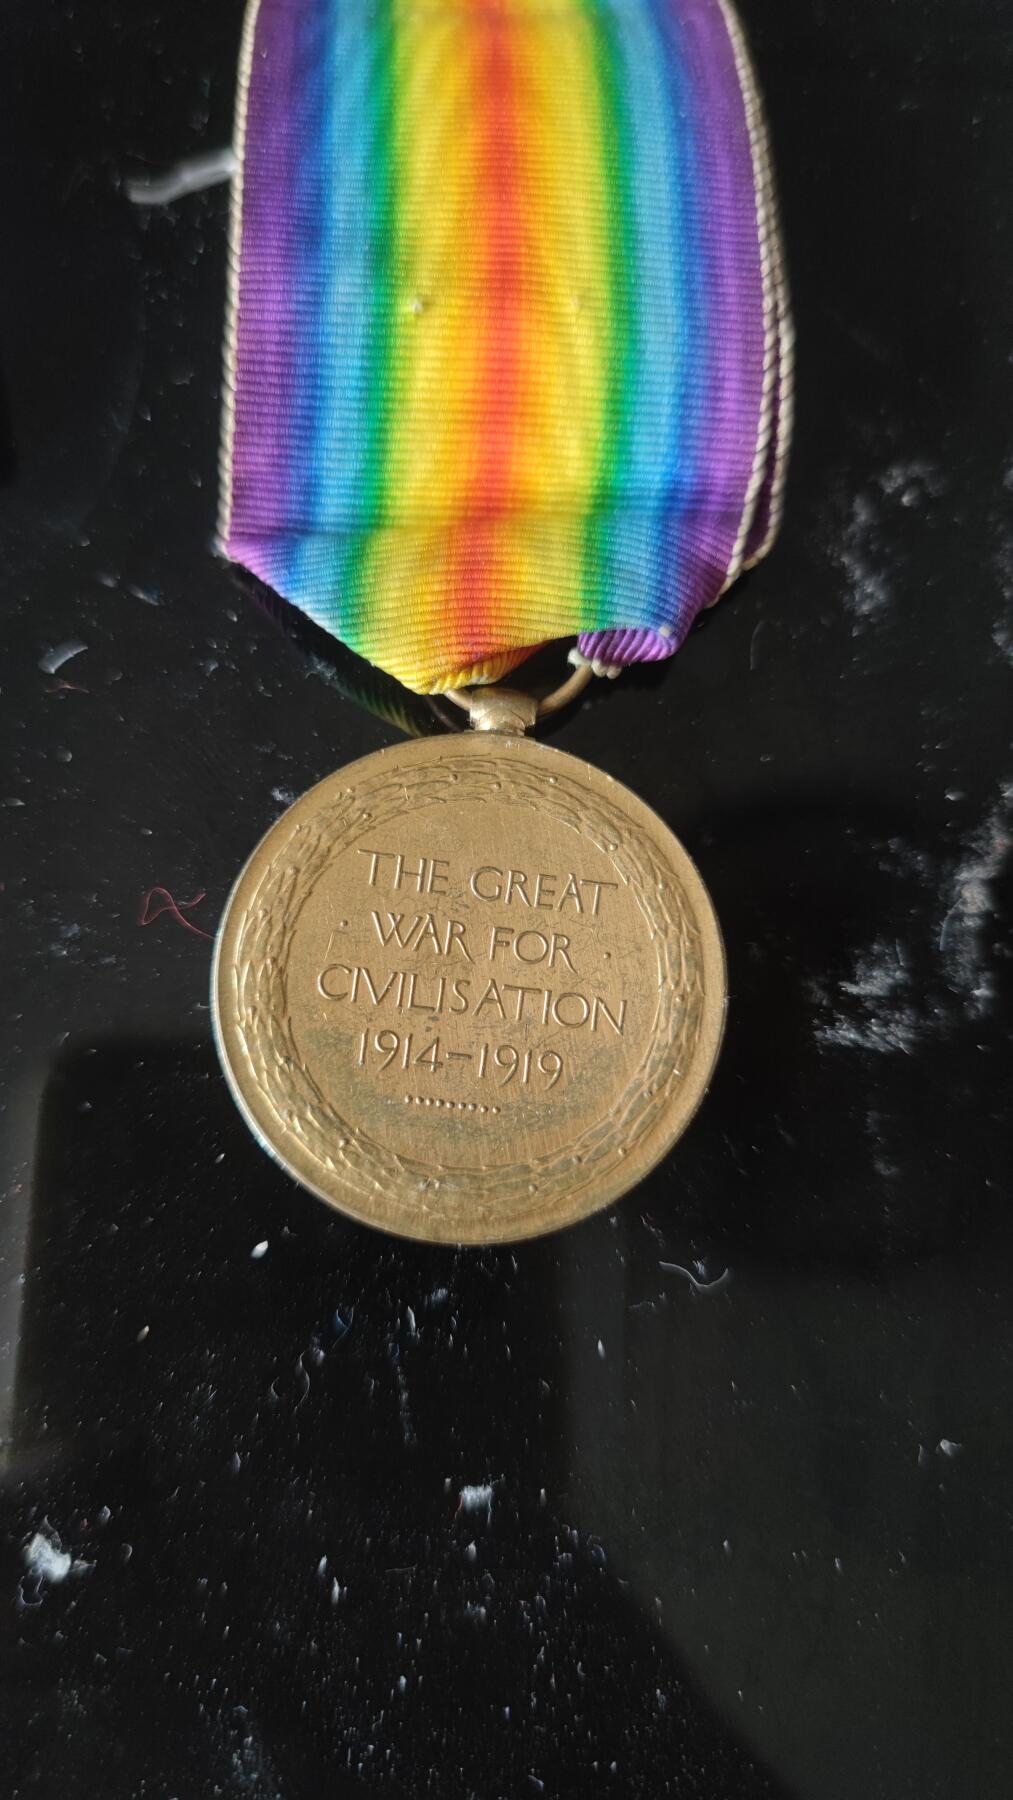 THE GREAT
WAR FOR
CIVILISATION
1914-1919